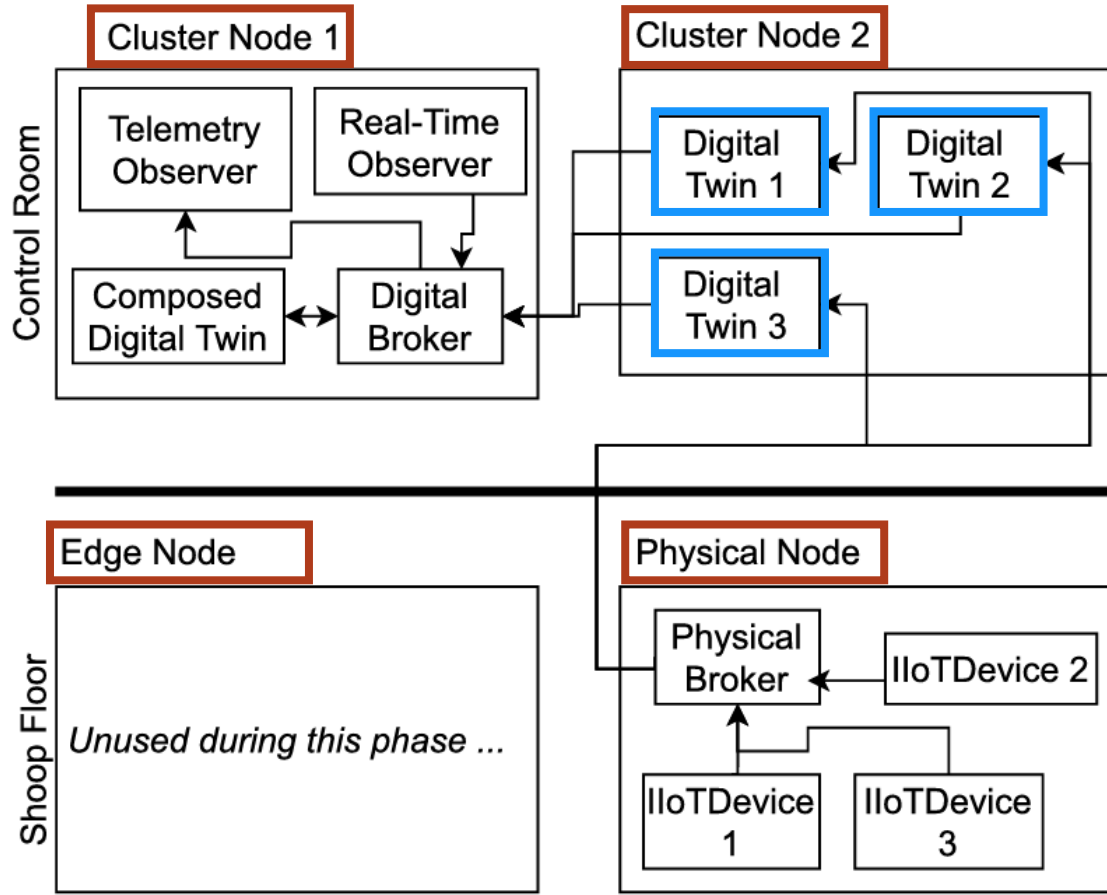 Cluster Node 1
Cluster Node 2
Control Room
Telemetry
Observer
Real-Time
Observer
Composed
Digital Twin
Digital
Broker
Digital
Twin 1
Digital
Twin 2
Digital
Twin 3
Shoop Floor
Edge Node
Unused during this phase ...
Physical Node
Physical
Broker
IIoTDevice 2
IIoTDevice
1
IIoTDevice
3